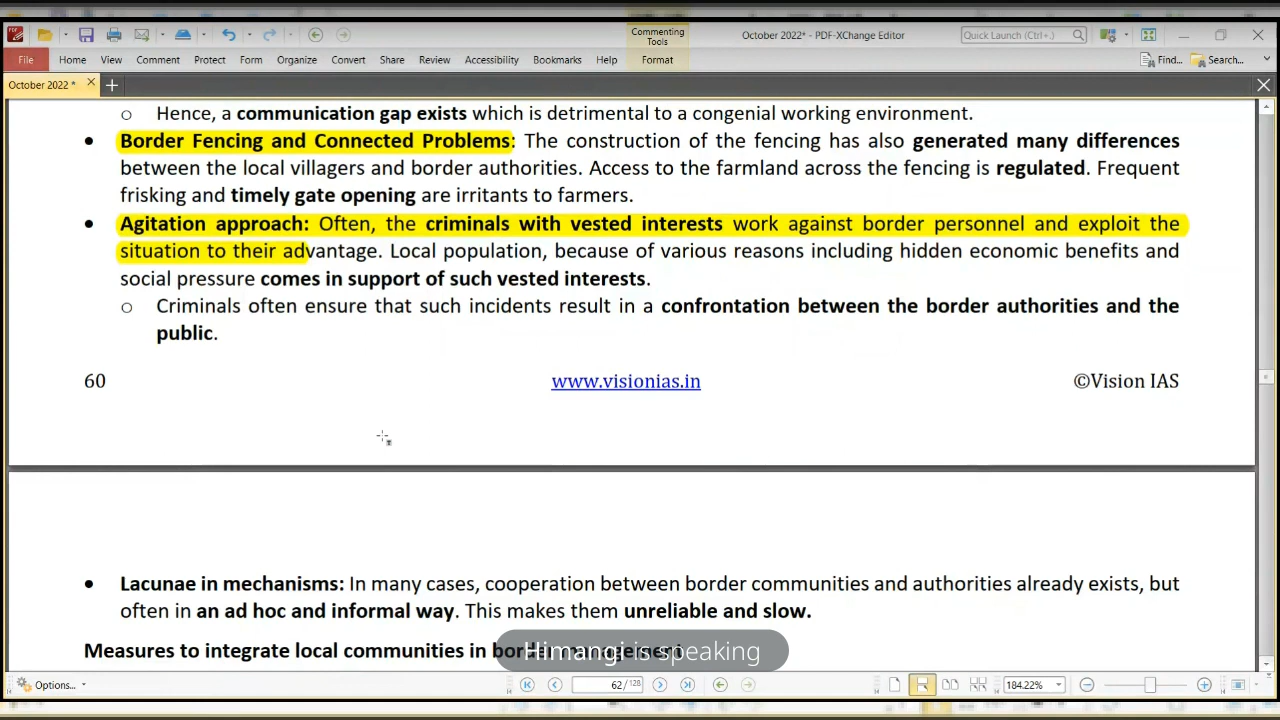 Commenting
Tools
October 2022* - PDF-XChange Editor
Quick Launch (Ctrl+.)
File
Home
View
Comment
Protect
Form
Organize
Convert
Share
Review
Accessibility
Bookmarks
Help
Format
Find...
Search...
October 2022 *
○ Hence, a communication gap exists which is detrimental to a congenial working environment.
• Border Fencing and Connected Problems: The construction of the fencing has also generated many differences
between the local villagers and border authorities. Access to the farmland across the fencing is regulated. Frequent
frisking and timely gate opening are irritants to farmers.
• Agitation approach: Often, the criminals with vested interests work against border personnel and exploit the
situation to their advantage. Local population, because of various reasons including hidden economic benefits and
social pressure comes in support of such vested interests.
○ Criminals often ensure that such incidents result in a confrontation between the border authorities and the
public.
60
www.visionias.in
©Vision IAS
• Lacunae in mechanisms: In many cases, cooperation between border communities and authorities already exists, but
often in an ad hoc and informal way. This makes them unreliable and slow.
Measures to integrate local communities in border management
Himangi is speaking
Options...
62/128
184.22%